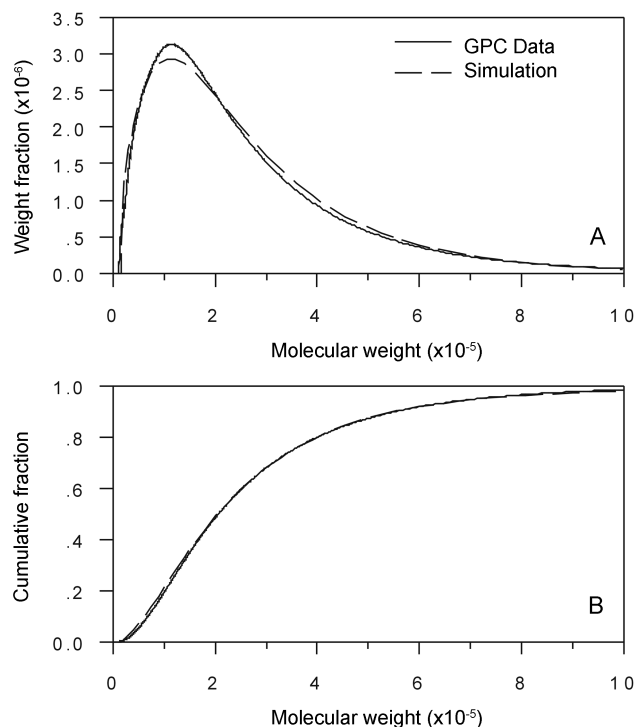 3.5
3.0
2.5
2.0
1.5
1.0
.5
0.0
Weight fraction (x10-6)
GPC Data
Simulation
A
0 2 4 6 8 10
Molecular weight (x10-5)
1.0
.8
.6
.4
.2
0.0
Cumulative fraction
B
0 2 4 6 8 10
Molecular weight (x10-5)